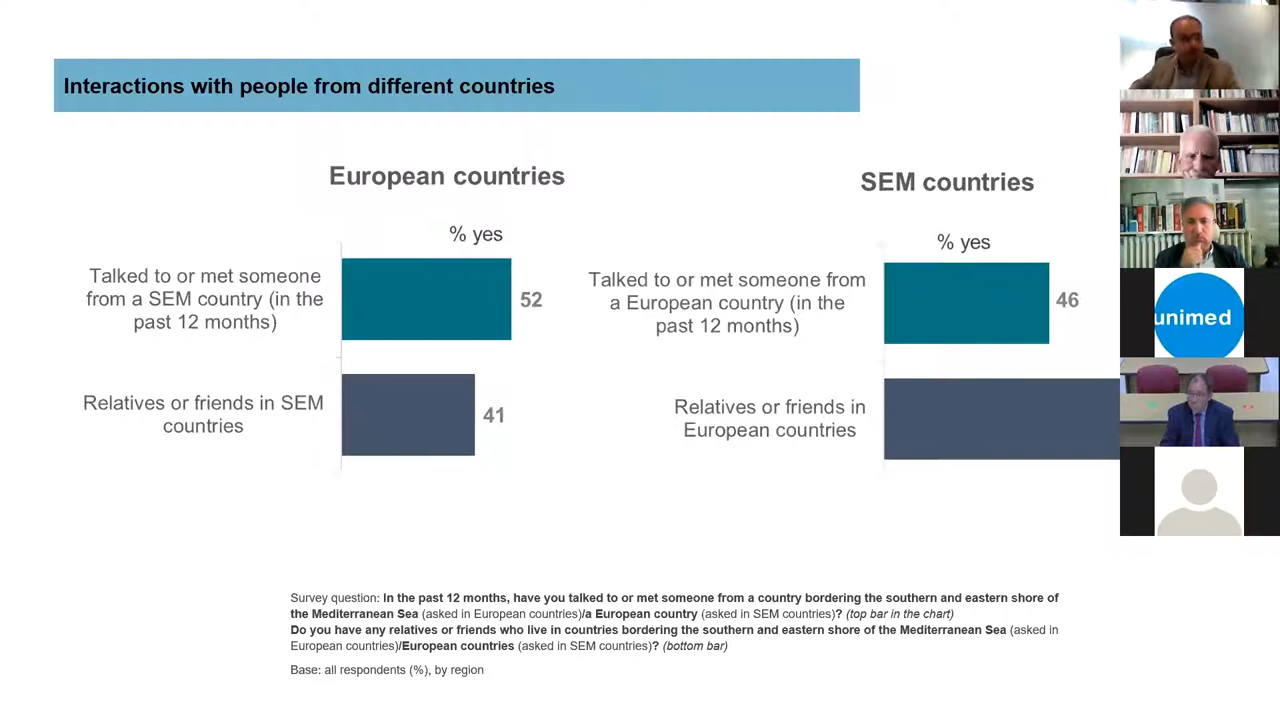 Interactions with people from different countries
European countries
% yes
Talked to or met someone
from a SEM country (in the
past 12 months)
52
Relatives or friends in SEM
countries
41
SEM countries
% yes
Talked to or met someone from
a European country (in the
past 12 months)
46
Relatives or friends in
European countries
unimed
Survey question: In the past 12 months, have you talked to or met someone from a country bordering the southern and eastern shore of
the Mediterranean Sea (asked in European countries)/a European country (asked in SEM countries)? (top bar in the chart)
Do you have any relatives or friends who live in countries bordering the southern and eastern shore of the Mediterranean Sea (asked in
European countries)/European countries (asked in SEM countries)? (bottom bar)
Base: all respondents (%), by region